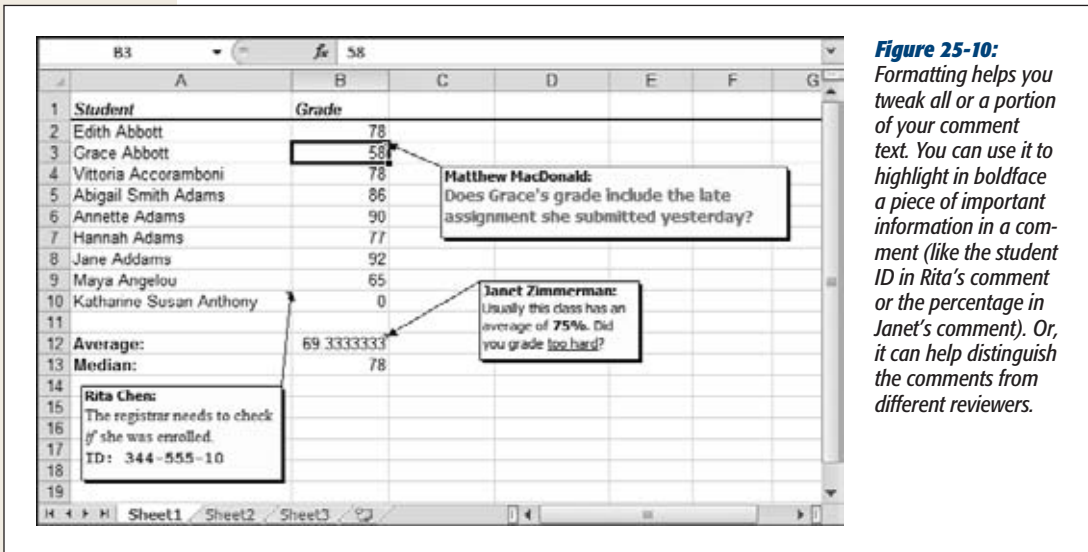 B3 fx 58
A B C D E F G
1 Student Grade
2 Edith Abbott 78
3 Grace Abbott 58
4 Vittoria Accoramboni 78
5 Abigail Smith Adams 86
6 Annette Adams 90
7 Hannah Adams 77
8 Jane Addams 92
9 Maya Angelou 65
10 Katharine Susan Anthony 0
11
12 Average: 69 3333333
13 Median: 78
14
15
16
17
18
19
Matthew MacDonald:
Does Grace's grade include the late
assignment she submitted yesterday?
Janet Zimmerman:
Usually this class has an
average of 75%. Did
you grade too hard?
Rita Chen:
The registrar needs to check
if she was enrolled.
ID: 344-555-10
Sheet1 Sheet2 Sheet3
Figure 25-10:
Formatting helps you
tweak all or a portion
of your comment
text. You can use it to
highlight in boldface
a piece of important
information in a com-
ment (like the student
ID in Rita's comment
or the percentage in
Janet's comment). Or,
it can help distinguish
the comments from
different reviewers.